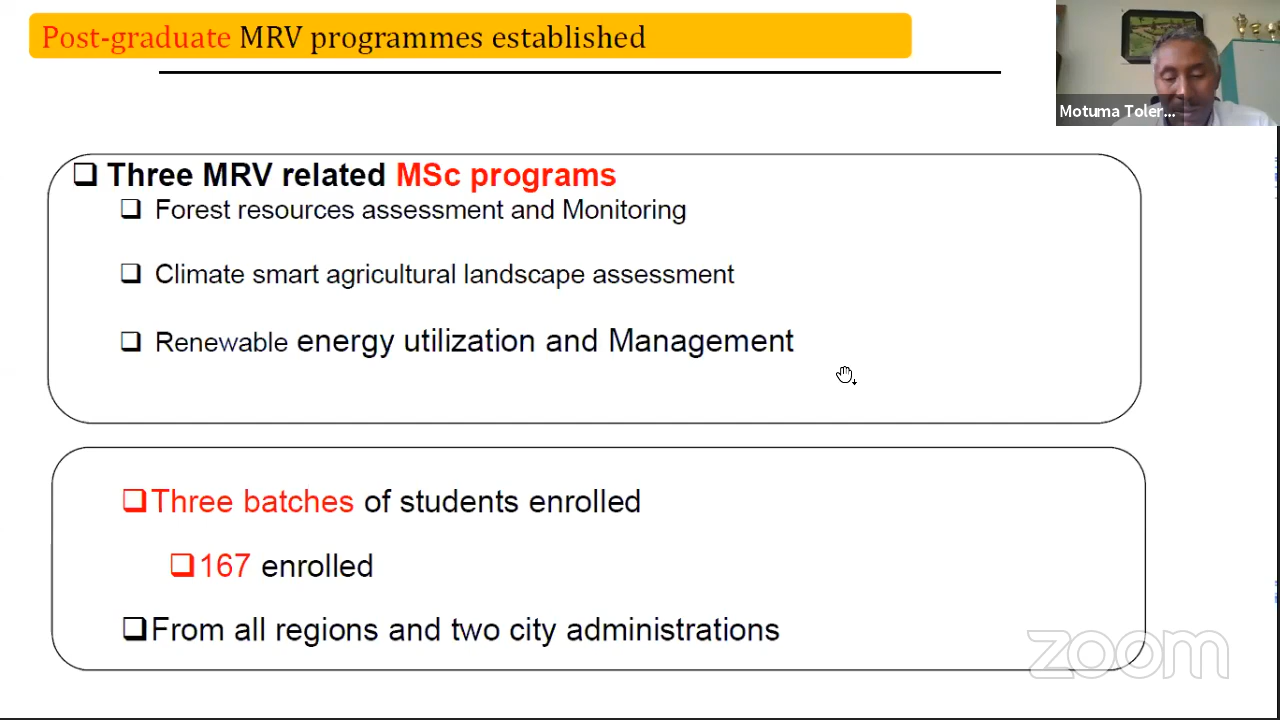 Post-graduate MRV programmes established
Motuma Toler...
Three MRV related MSc programs
Forest resources assessment and Monitoring
Climate smart agricultural landscape assessment
Renewable energy utilization and Management
Three batches of students enrolled
167 enrolled
From all regions and two city administrations
zoom